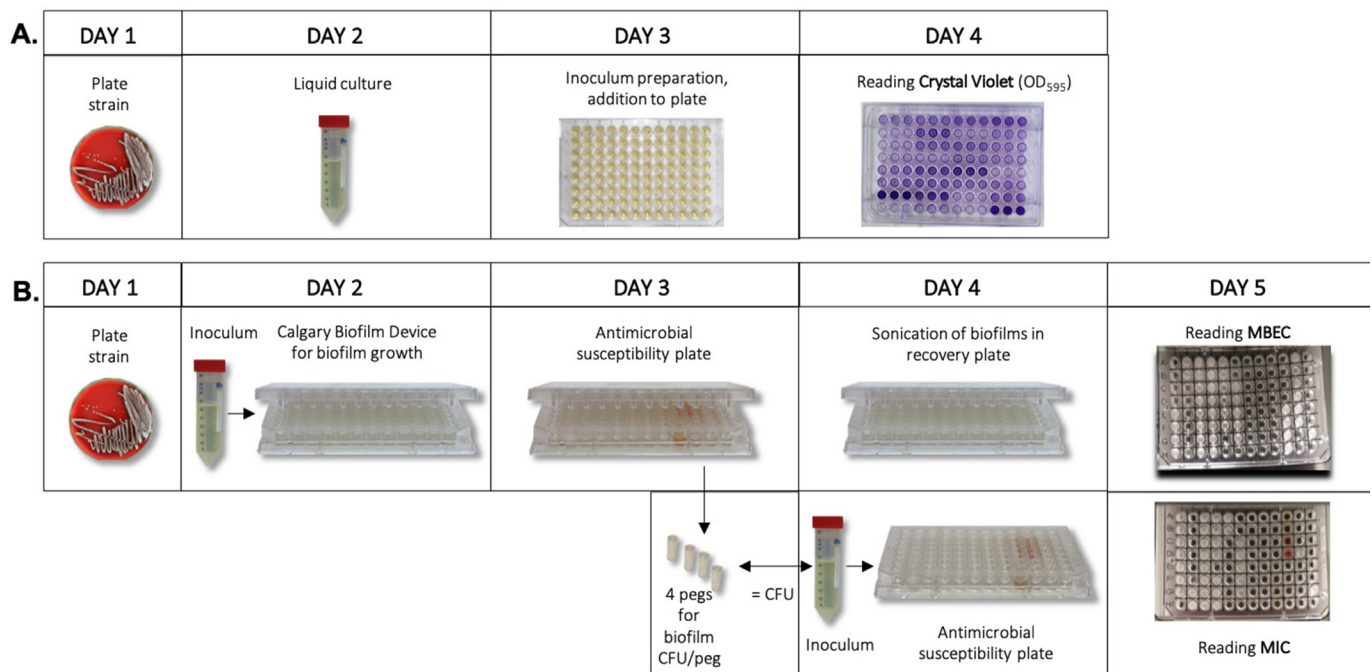 A.
DAY 1
DAY 2
DAY 3
DAY 4
Plate
strain
Liquid culture
Inoculum preparation,
addition to plate
Reading Crystal Violet (OD₅₉₅)
B.
DAY 1
DAY 2
DAY 3
DAY 4
DAY 5
Plate
strain
Inoculum
Calgary Biofilm Device
for biofilm growth
Antimicrobial
susceptibility plate
Sonication of biofilms in
recovery plate
Reading MBEC
4 pegs
for
biofilm
CFU/peg
= CFU
Inoculum
Antimicrobial
susceptibility plate
Reading MIC